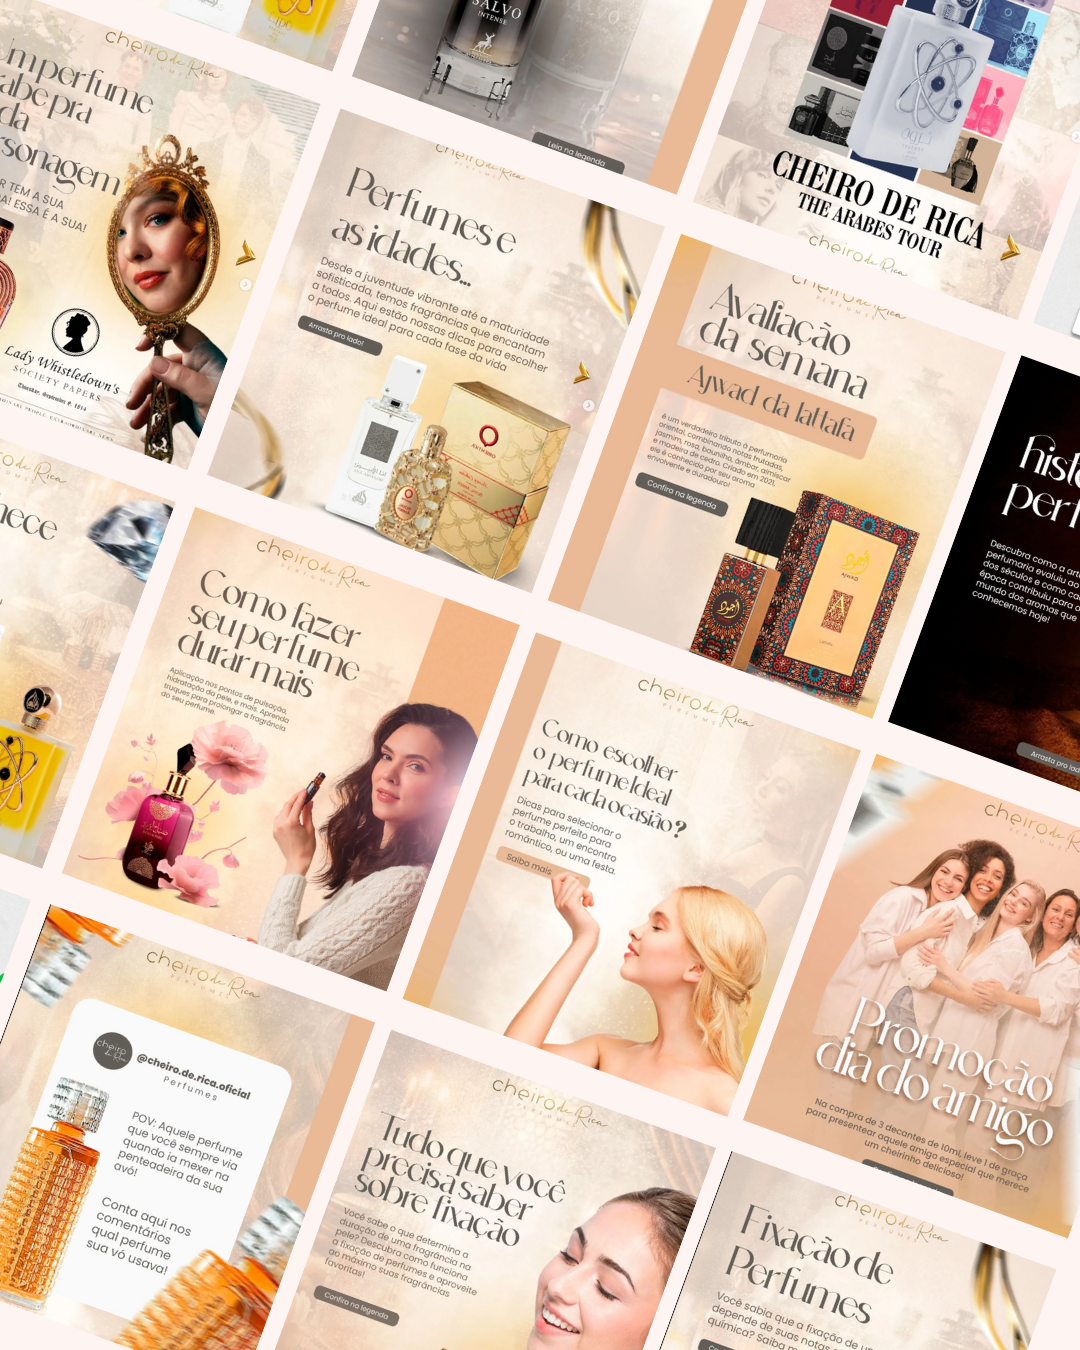 SALVO
INTENSE
Leia na legenda
CHEIRO DE RICA
THE ARABES TOUR
cheiro de Rica
cheiro de Rica
PERFUMES
perfume
pra
TEM A SUA
ESSA É A SUA!
Lady Whistledown's
SOCIETY PAPERS
cheiro de Rica
Perfumes e
as idades...
Desde a juventude vibrante até a maturidade
sofisticada, temos fragrâncias que encantam
a todos. Aqui estão nossas dicas para escolher
o perfume ideal para cada fase da vida
Arrasta pro lado!
cheiro de Rica
PERFUMES
Avaliação
da semana
Ajwad da lattafa
é um verdadeiro tributo à perfumaria
oriental, combinando notas frutadas,
jasmim, rosa, baunilha, âmbar, almíscar
e madeira de cedro. Criado em 2021,
ele é conhecido por seu aroma
envolvente e duradouro!
Confira na legenda
أجود
AJWAD
أجود
Descubra como a
perfumaria evoluiu
dos séculos e como
época contribuiu para
mundo dos aromas que
conhecemos hoje!
Arrasta pro
cheiro de Rica
PERFUMES
Como fazer
seu perfume
durar mais
Aplicação nos pontos de pulsação,
hidratação da pele, e mais. Aprenda
truques para prolongar a fragrância
do seu perfume.
cheiro de Rica
PERFUMES
Como escolher
o perfume Ideal
para cada ocasião?
Dicas para selecionar o
perfume perfeito para
o trabalho, um encontro
romântico, ou uma festa.
Saiba mais
cheiro de
PERFUMES
Promoção
dia do amigo
Na compra de 3 decantes de 10ml, leve 1 de graça
para presentear aquele amigo especial que merece
um cheirinho delicioso!
cheiro de Rica
PERFUMES
cheiro de Rica
@cheiro.de.rica.oficial
Perfumes
POV: Aquele perfume
que você sempre via
quando ia mexer na
penteadeira da sua
avó!
Conta aqui nos
comentários
qual perfume
sua vó usava!
cheiro de Rica
PERFUMES
Tudo que você
precisa saber
sobre fixação
Você sabe o que determina a
duração de uma fragrância na
pele? Descubra como funciona
a fixação de perfumes e aproveite
ao máximo suas fragrâncias
favoritas!
Confira na legenda
cheiro de Rica
PERFUMES
Fixação de
Perfumes
Você sabia que a fixação de
depende de suas notas
química? Saiba